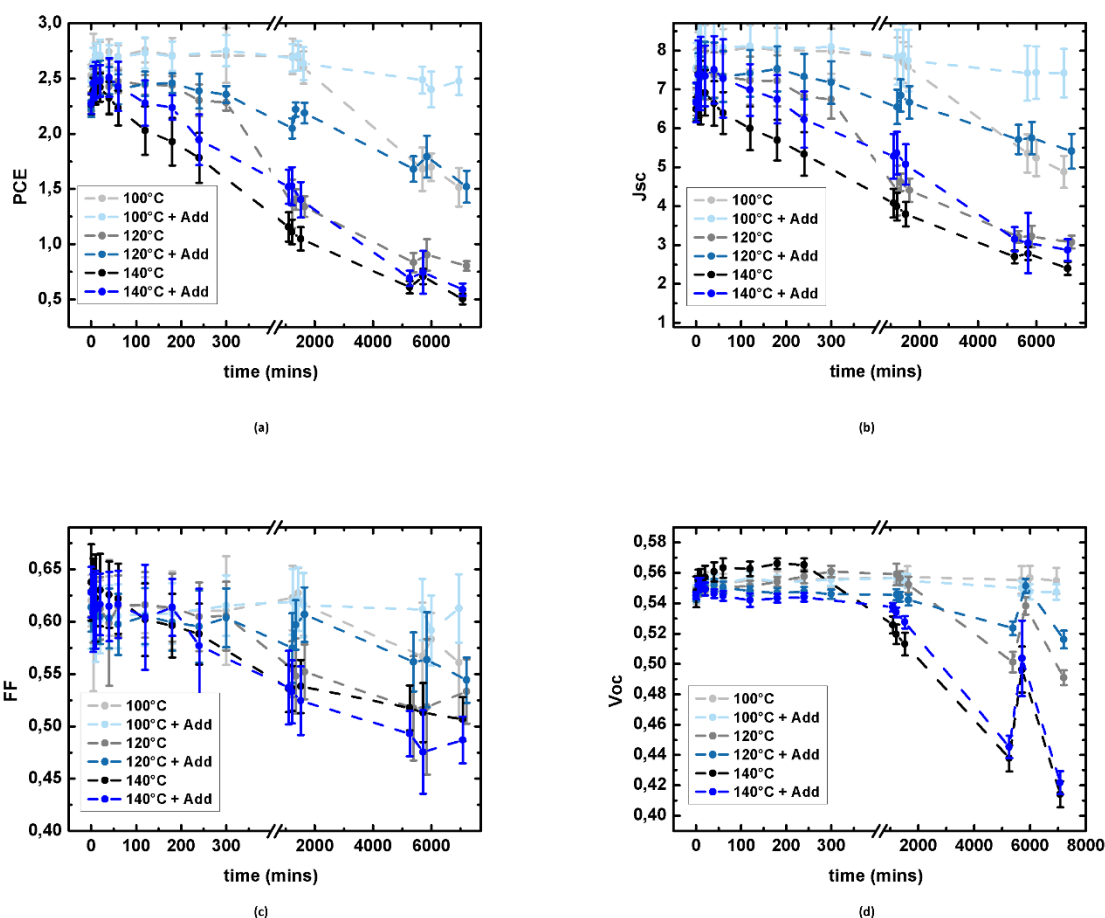 3,0
2,5
2,0
1,5
1,0
0,5
PCE
100°C
100°C + Add
120°C
120°C + Add
140°C
140°C + Add
0 100 200 300 2000 4000 6000
time (mins)
(a)
8
7
6
5
4
3
2
1
Jsc
100°C
100°C + Add
120°C
120°C + Add
140°C
140°C + Add
0 100 200 300 2000 4000 6000
time (mins)
(b)
0,65
0,60
0,55
0,50
0,45
0,40
FF
100°C
100°C + Add
120°C
120°C + Add
140°C
140°C + Add
0 100 200 300 2000 4000 6000
time (mins)
(c)
0,58
0,56
0,54
0,52
0,50
0,48
0,46
0,44
0,42
0,40
Voc
100°C
100°C + Add
120°C
120°C + Add
140°C
140°C + Add
0 100 200 300 2000 4000 6000 8000
time (mins)
(d)